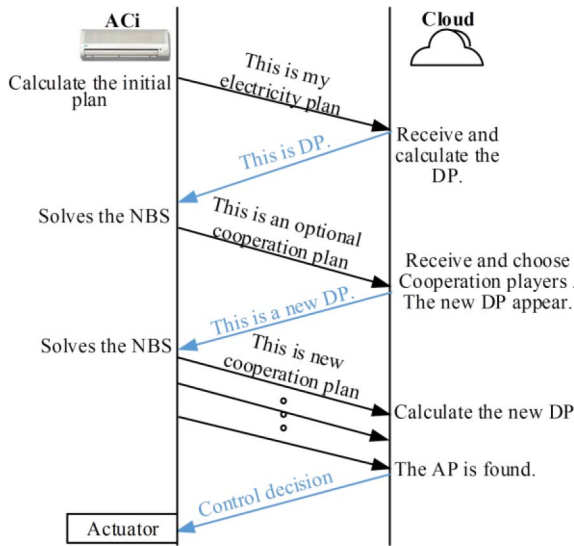 ACi
Cloud
Calculate the initial
plan
This is my
electricity plan
Receive and
calculate the
DP.
This is DP.
Solves the NBS
This is an optional
cooperation plan
Receive and choose
Cooperation players .
The new DP appear.
This is a new DP.
Solves the NBS
This is new
cooperation plan
Calculate the new DP
The AP is found.
Control decision
Actuator